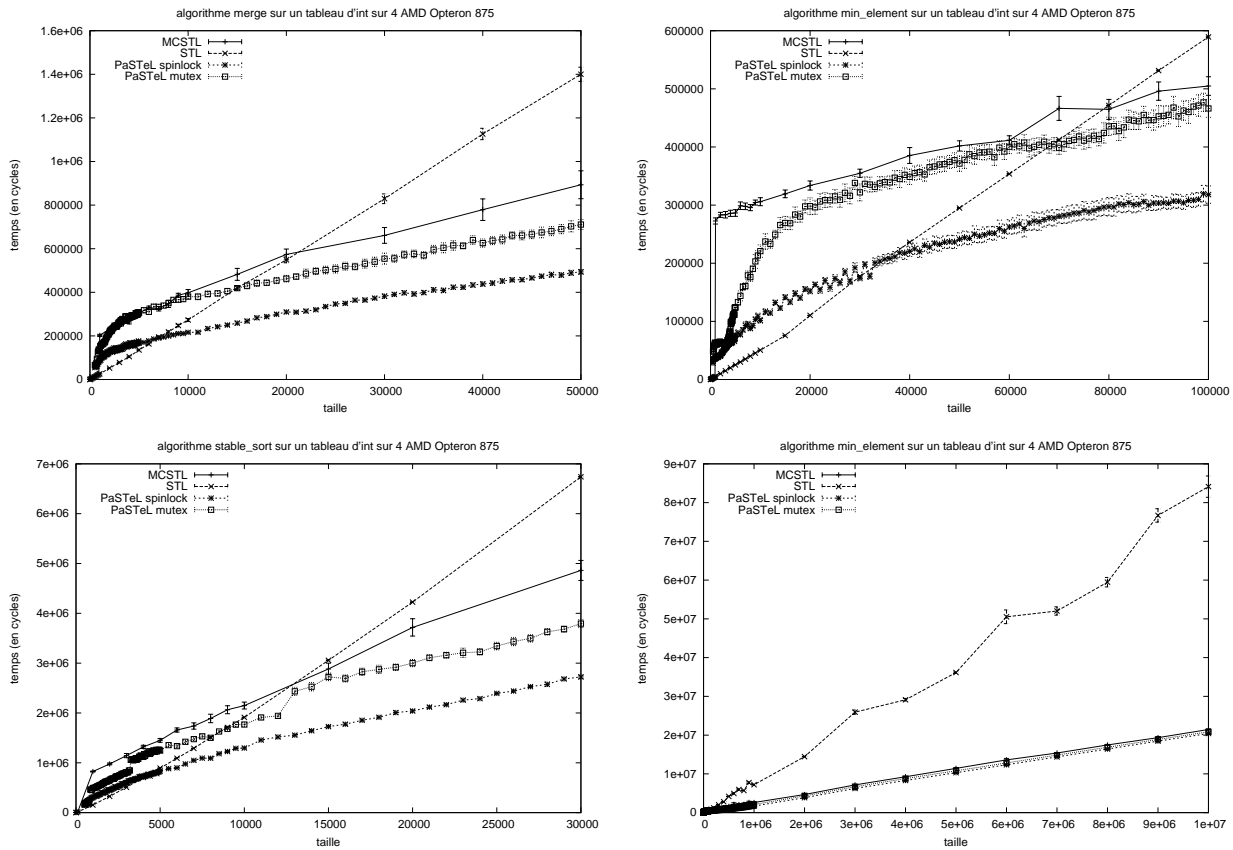 algorithme merge sur un tableau d'int sur 4 AMD Opteron 875
1.6e+06
1.4e+06
1.2e+06
1e+06
800000
600000
400000
200000
0
temps (en cycles)
MCSTL
STL
PaSTeL spinlock
PaSTeL mutex
0 10000 20000 30000 40000 50000
taille
algorithme min_element sur un tableau d'int sur 4 AMD Opteron 875
600000
500000
400000
300000
200000
100000
0
temps (en cycles)
MCSTL
STL
PaSTeL spinlock
PaSTeL mutex
0 20000 40000 60000 80000 100000
taille
algorithme stable_sort sur un tableau d'int sur 4 AMD Opteron 875
7e+06
6e+06
5e+06
4e+06
3e+06
2e+06
1e+06
0
temps (en cycles)
MCSTL
STL
PaSTeL spinlock
PaSTeL mutex
0 5000 10000 15000 20000 25000 30000
taille
algorithme min_element sur un tableau d'int sur 4 AMD Opteron 875
9e+07
8e+07
7e+07
6e+07
5e+07
4e+07
3e+07
2e+07
1e+07
0
temps (en cycles)
MCSTL
STL
PaSTeL spinlock
PaSTeL mutex
0 1e+06 2e+06 3e+06 4e+06 5e+06 6e+06 7e+06 8e+06 9e+06 1e+07
taille